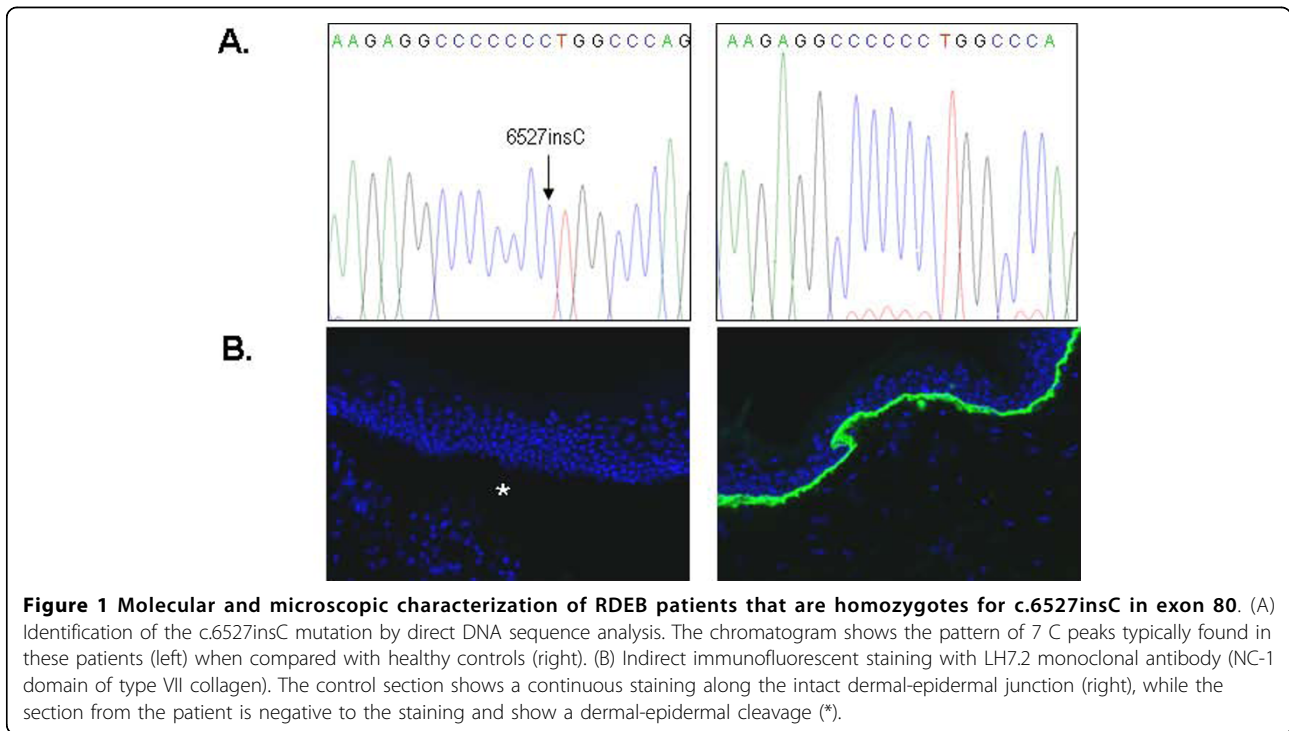 A.
A A G A G G C C C C C C C T G G C C C A G
6527insC
A A G A G G C C C C C C T G G C C C A
B.
*
Figure 1 Molecular and microscopic characterization of RDEB patients that are homozygotes for c.6527insC in exon 80. (A)
Identification of the c.6527insC mutation by direct DNA sequence analysis. The chromatogram shows the pattern of 7 C peaks typically found in
these patients (left) when compared with healthy controls (right). (B) Indirect immunofluorescent staining with LH7.2 monoclonal antibody (NC-1
domain of type VII collagen). The control section shows a continuous staining along the intact dermal-epidermal junction (right), while the
section from the patient is negative to the staining and show a dermal-epidermal cleavage (*).